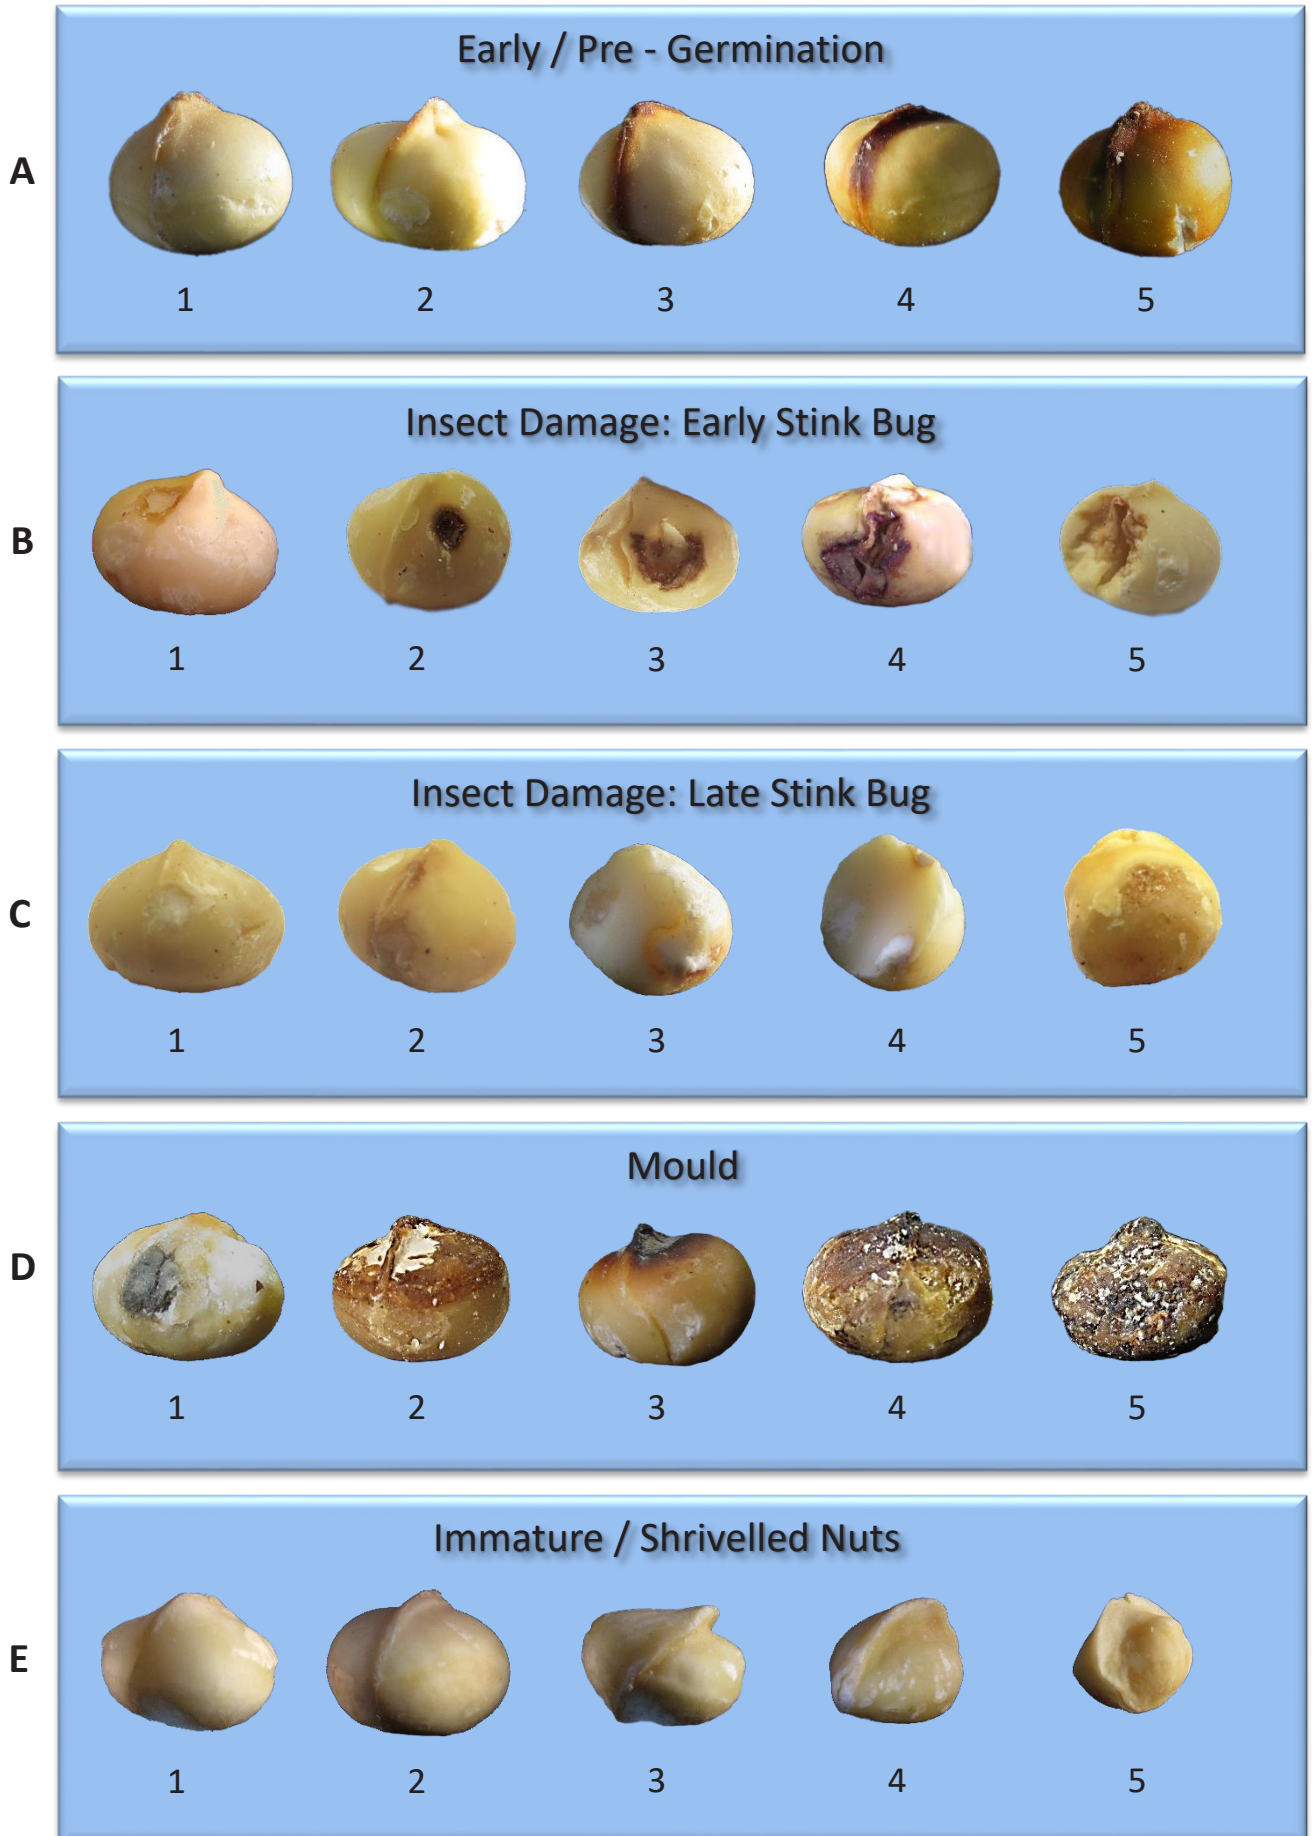 Early / Pre - Germination
A
1 2 3 4 5
Insect Damage: Early Stink Bug
B
1 2 3 4 5
Insect Damage: Late Stink Bug
C
1 2 3 4 5
Mould
D
1 2 3 4 5
Immature / Shrivelled Nuts
E
1 2 3 4 5